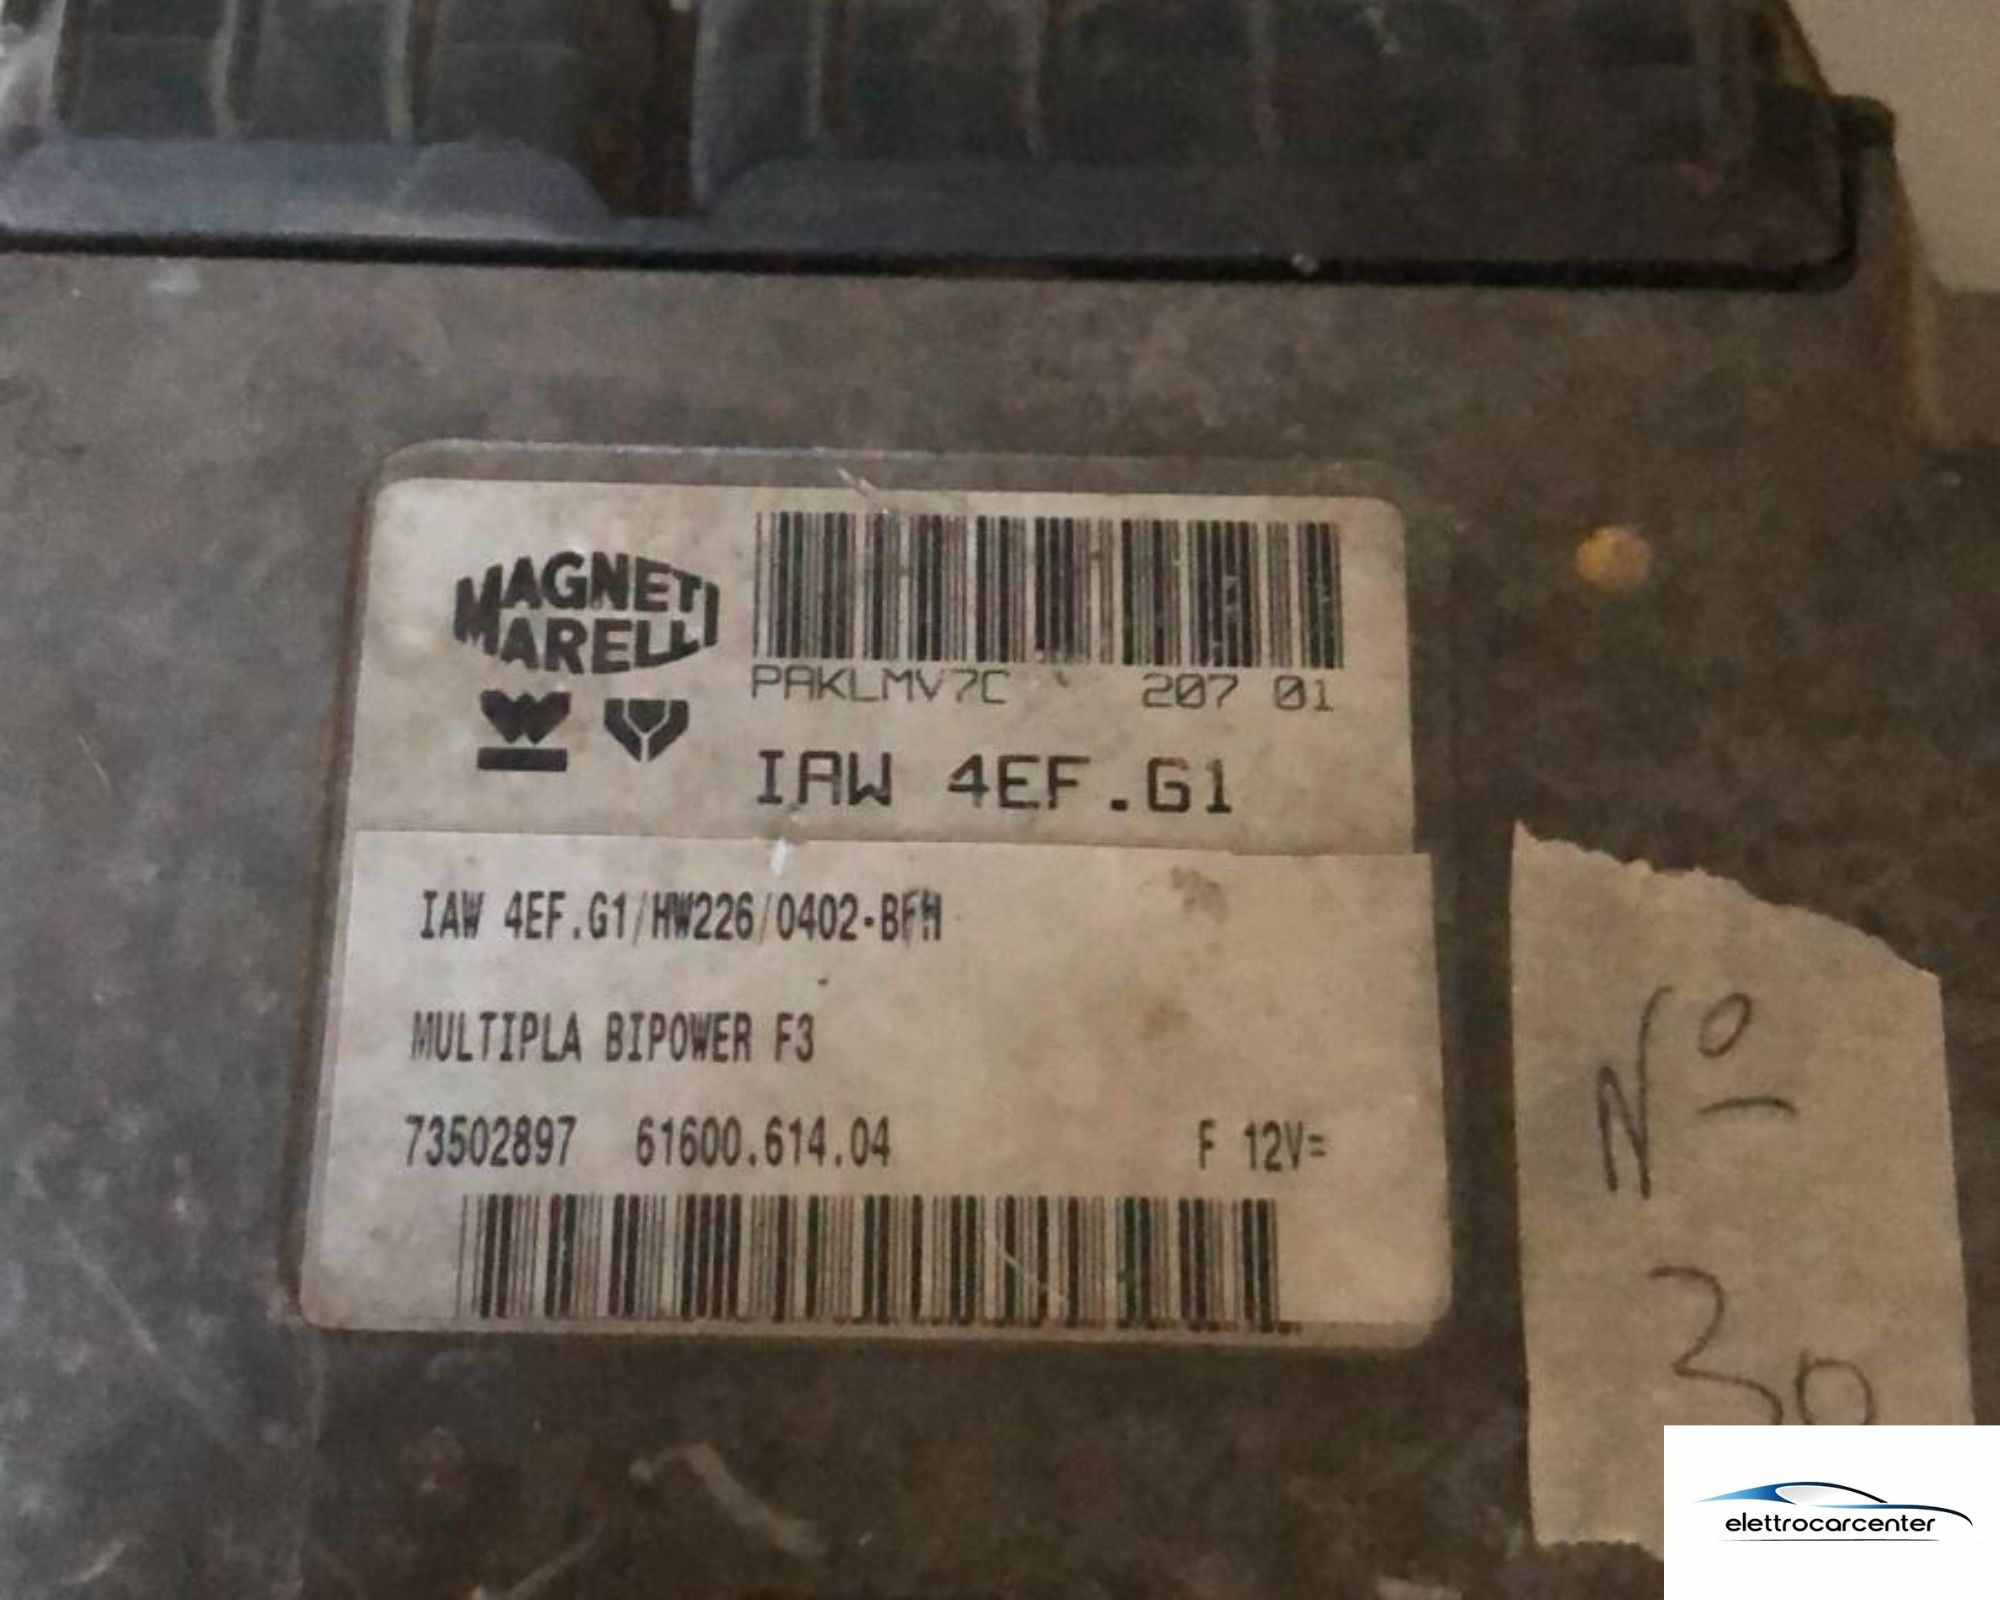 MAGNETI
MARELLI
PAKLMV7C 207 01
IAW 4EF.G1
IAW 4EF.G1/HW226/0402-BFM
MULTIPLA BIPOWER F3
73502897 61600.614.04 F 12V=
Nº
30
elettrocarcenter